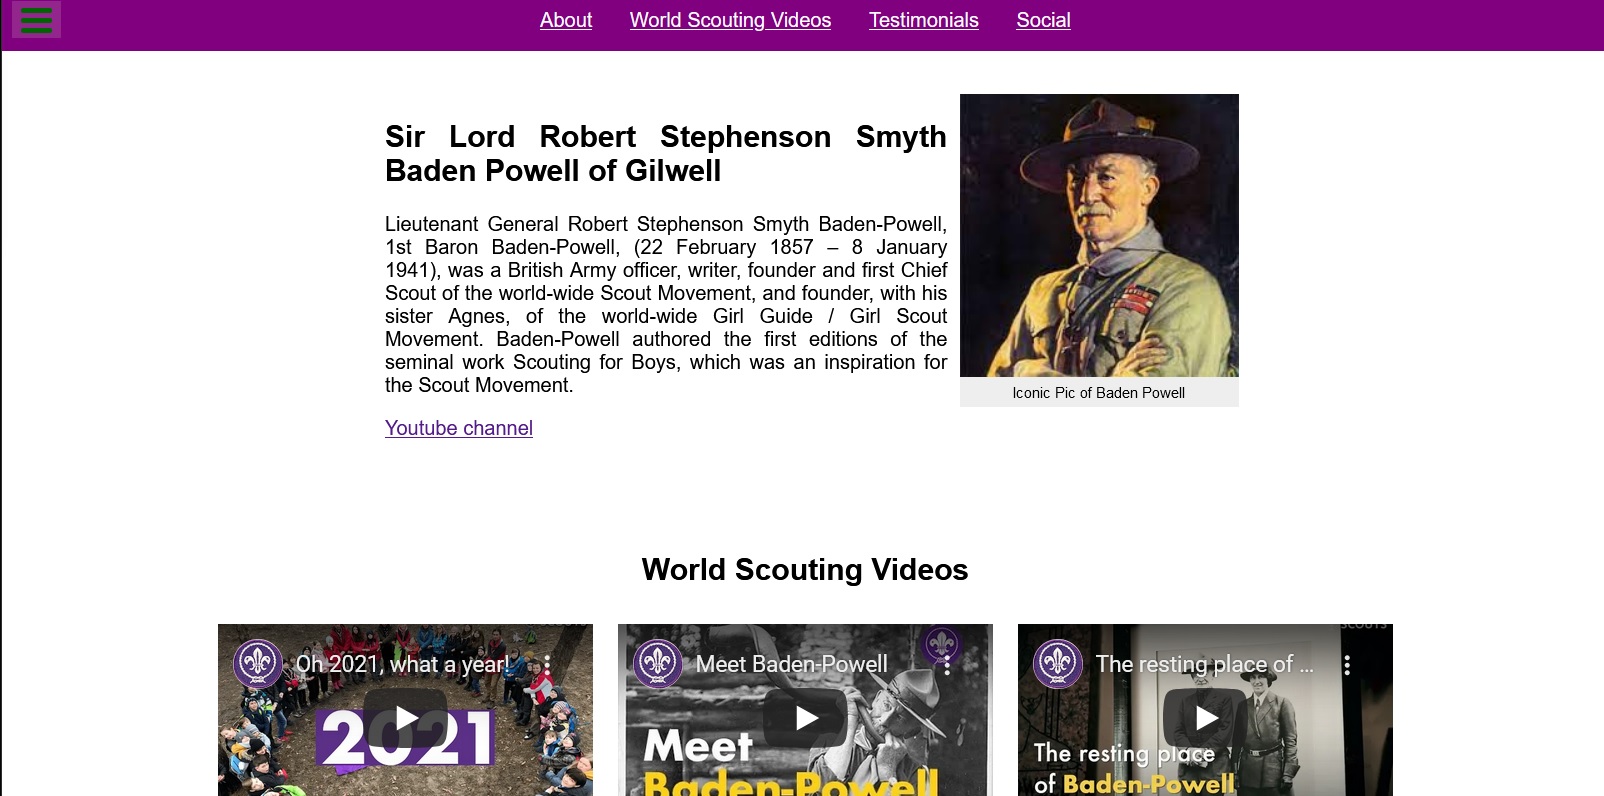 About World Scouting Videos Testimonials Social
Sir Lord Robert Stephenson Smyth
Baden Powell of Gilwell
Lieutenant General Robert Stephenson Smyth Baden-Powell,
1st Baron Baden-Powell, (22 February 1857 – 8 January
1941), was a British Army officer, writer, founder and first Chief
Scout of the world-wide Scout Movement, and founder, with his
sister Agnes, of the world-wide Girl Guide / Girl Scout
Movement. Baden-Powell authored the first editions of the
seminal work Scouting for Boys, which was an inspiration for
the Scout Movement.
Youtube channel
Iconic Pic of Baden Powell
World Scouting Videos
Oh 2021, what a year!
2021
Meet Baden-Powell
Meet
Baden-Powell
SCOUTS
The resting place of ...
The resting place
of Baden-Powell